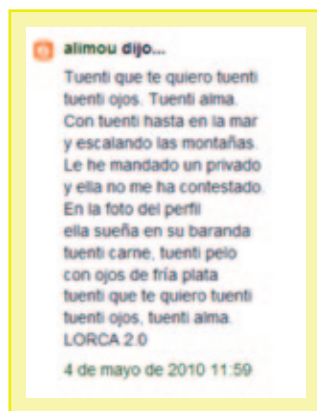 alimou dijo...
Tuenti que te quiero tuenti
tuenti ojos. Tuenti alma.
Con tuenti hasta en la mar
y escalando las montañas.
Le he mandado un privado
y ella no me ha contestado.
En la foto del perfil
ella sueña en su baranda
tuenti carne, tuenti pelo
con ojos de fría plata
tuenti que te quiero tuenti
tuenti ojos, tuenti alma.
LORCA 2.0
4 de mayo de 2010 11:59